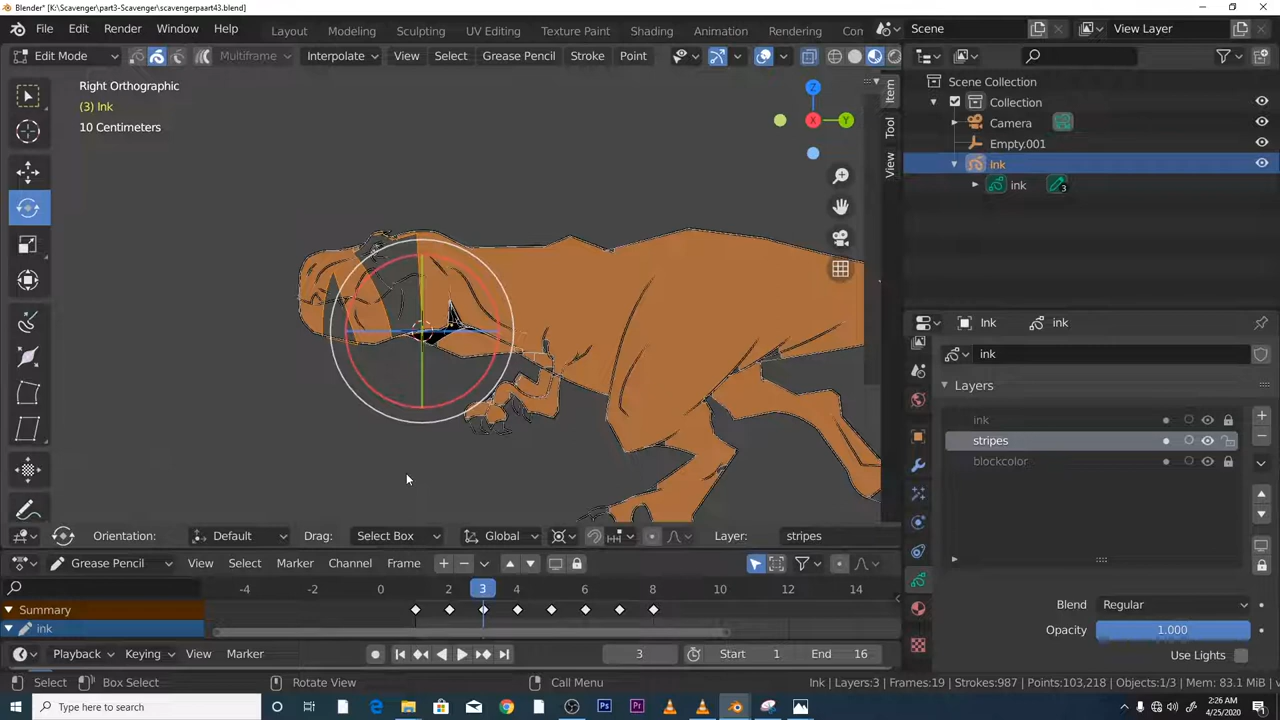 Blender* [K:\Scavenger\part3-Scavenger\scavengerpaart43.blend]
File Edit Render Window Help Layout Modeling Sculpting UV Editing Texture Paint Shading Animation Rendering Com Scene View Layer
Edit Mode Multiframe Interpolate View Select Grease Pencil Stroke Point
Right Orthographic
(3) Ink
10 Centimeters
Z
X
Y
Item
Tool
View
Scene Collection
Collection
Camera
Empty.001
Ink
ink 3
Ink ink
ink
Layers
ink
stripes
blockcolor
Orientation: Default Drag: Select Box Global Layer: stripes
Grease Pencil View Select Marker Channel Frame
-4 -2 0 2 3 4 6 8 10 12 14
Summary
ink
Blend Regular
Opacity 1.000
Use Lights
Playback Keying View Marker 3 Start 1 End 16
Select Box Select Rotate View Call Menu Ink | Layers:3 | Frames:19 | Strokes:987 | Points:103,218 | Objects:1/3 | Mem: 83.1 MiB
Type here to search
2:26 AM
4/25/2020